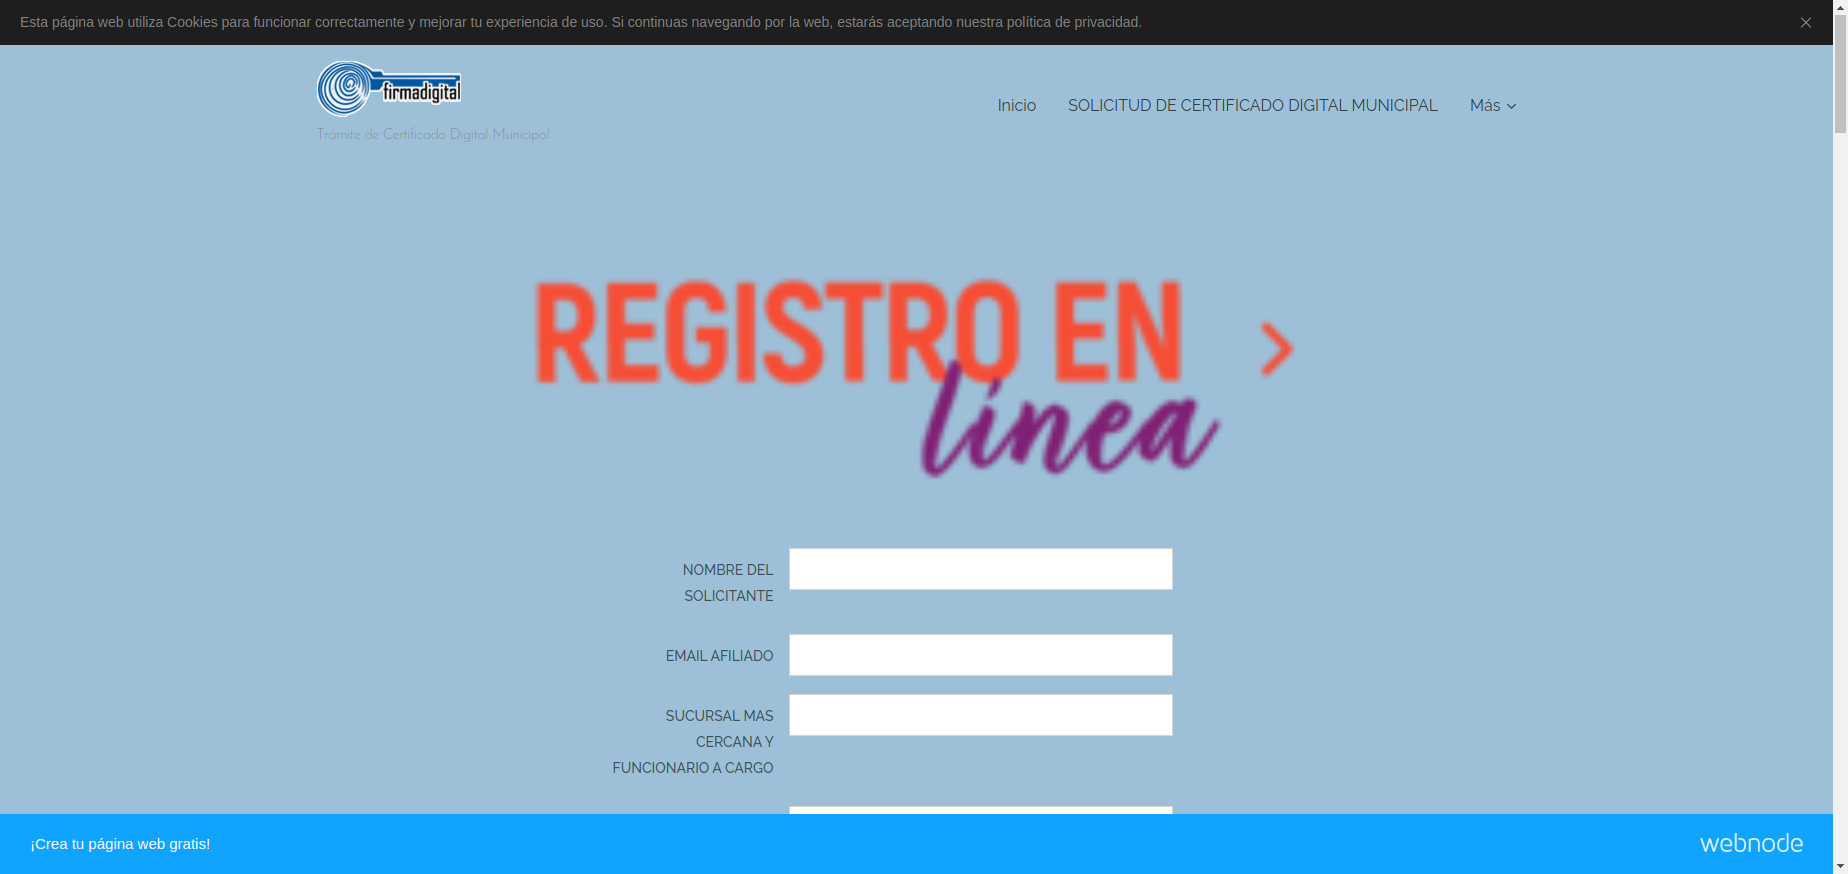 Esta página web utiliza Cookies para funcionar correctamente y mejorar tu experiencia de uso. Si continuas navegando por la web, estarás aceptando nuestra política de privacidad.
firmadigital
Trámite de Certificado Digital Municipal
Inicio
SOLICITUD DE CERTIFICADO DIGITAL MUNICIPAL
Más
REGISTRO EN
línea
NOMBRE DEL
SOLICITANTE
EMAIL AFILIADO
SUCURSAL MAS
CERCANA Y
FUNCIONARIO A CARGO
¡Crea tu página web gratis!
webnode